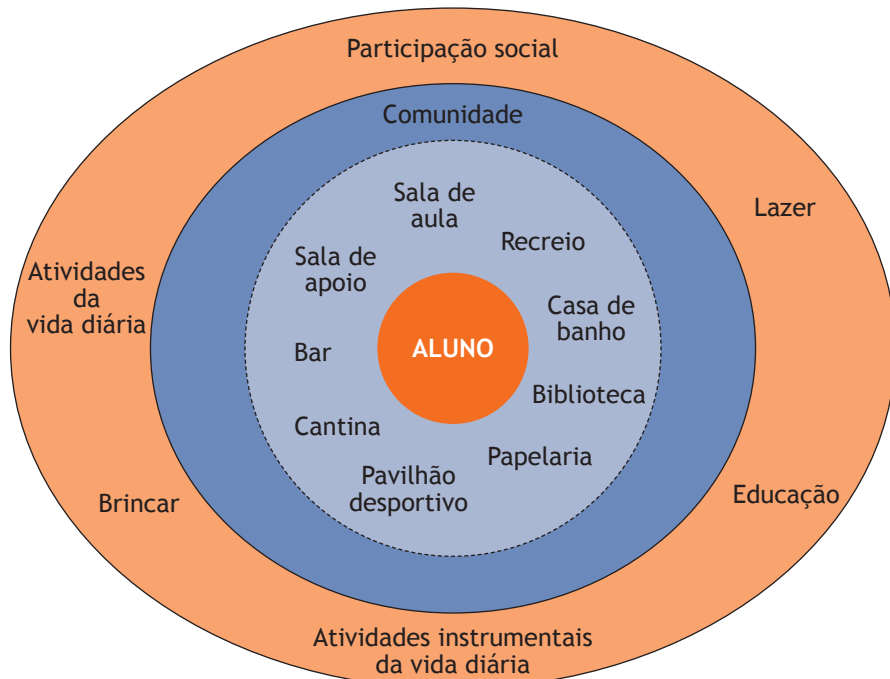 Participação social
Comunidade
Sala de
aula
Lazer
Recreio
Sala de
apoio
Atividades
da
vida diária
Casa de
banho
ALUNO
Bar
Biblioteca
Cantina
Papelaria
Pavilhão
desportivo
Brincar
Educação
Atividades instrumentais
da vida diária